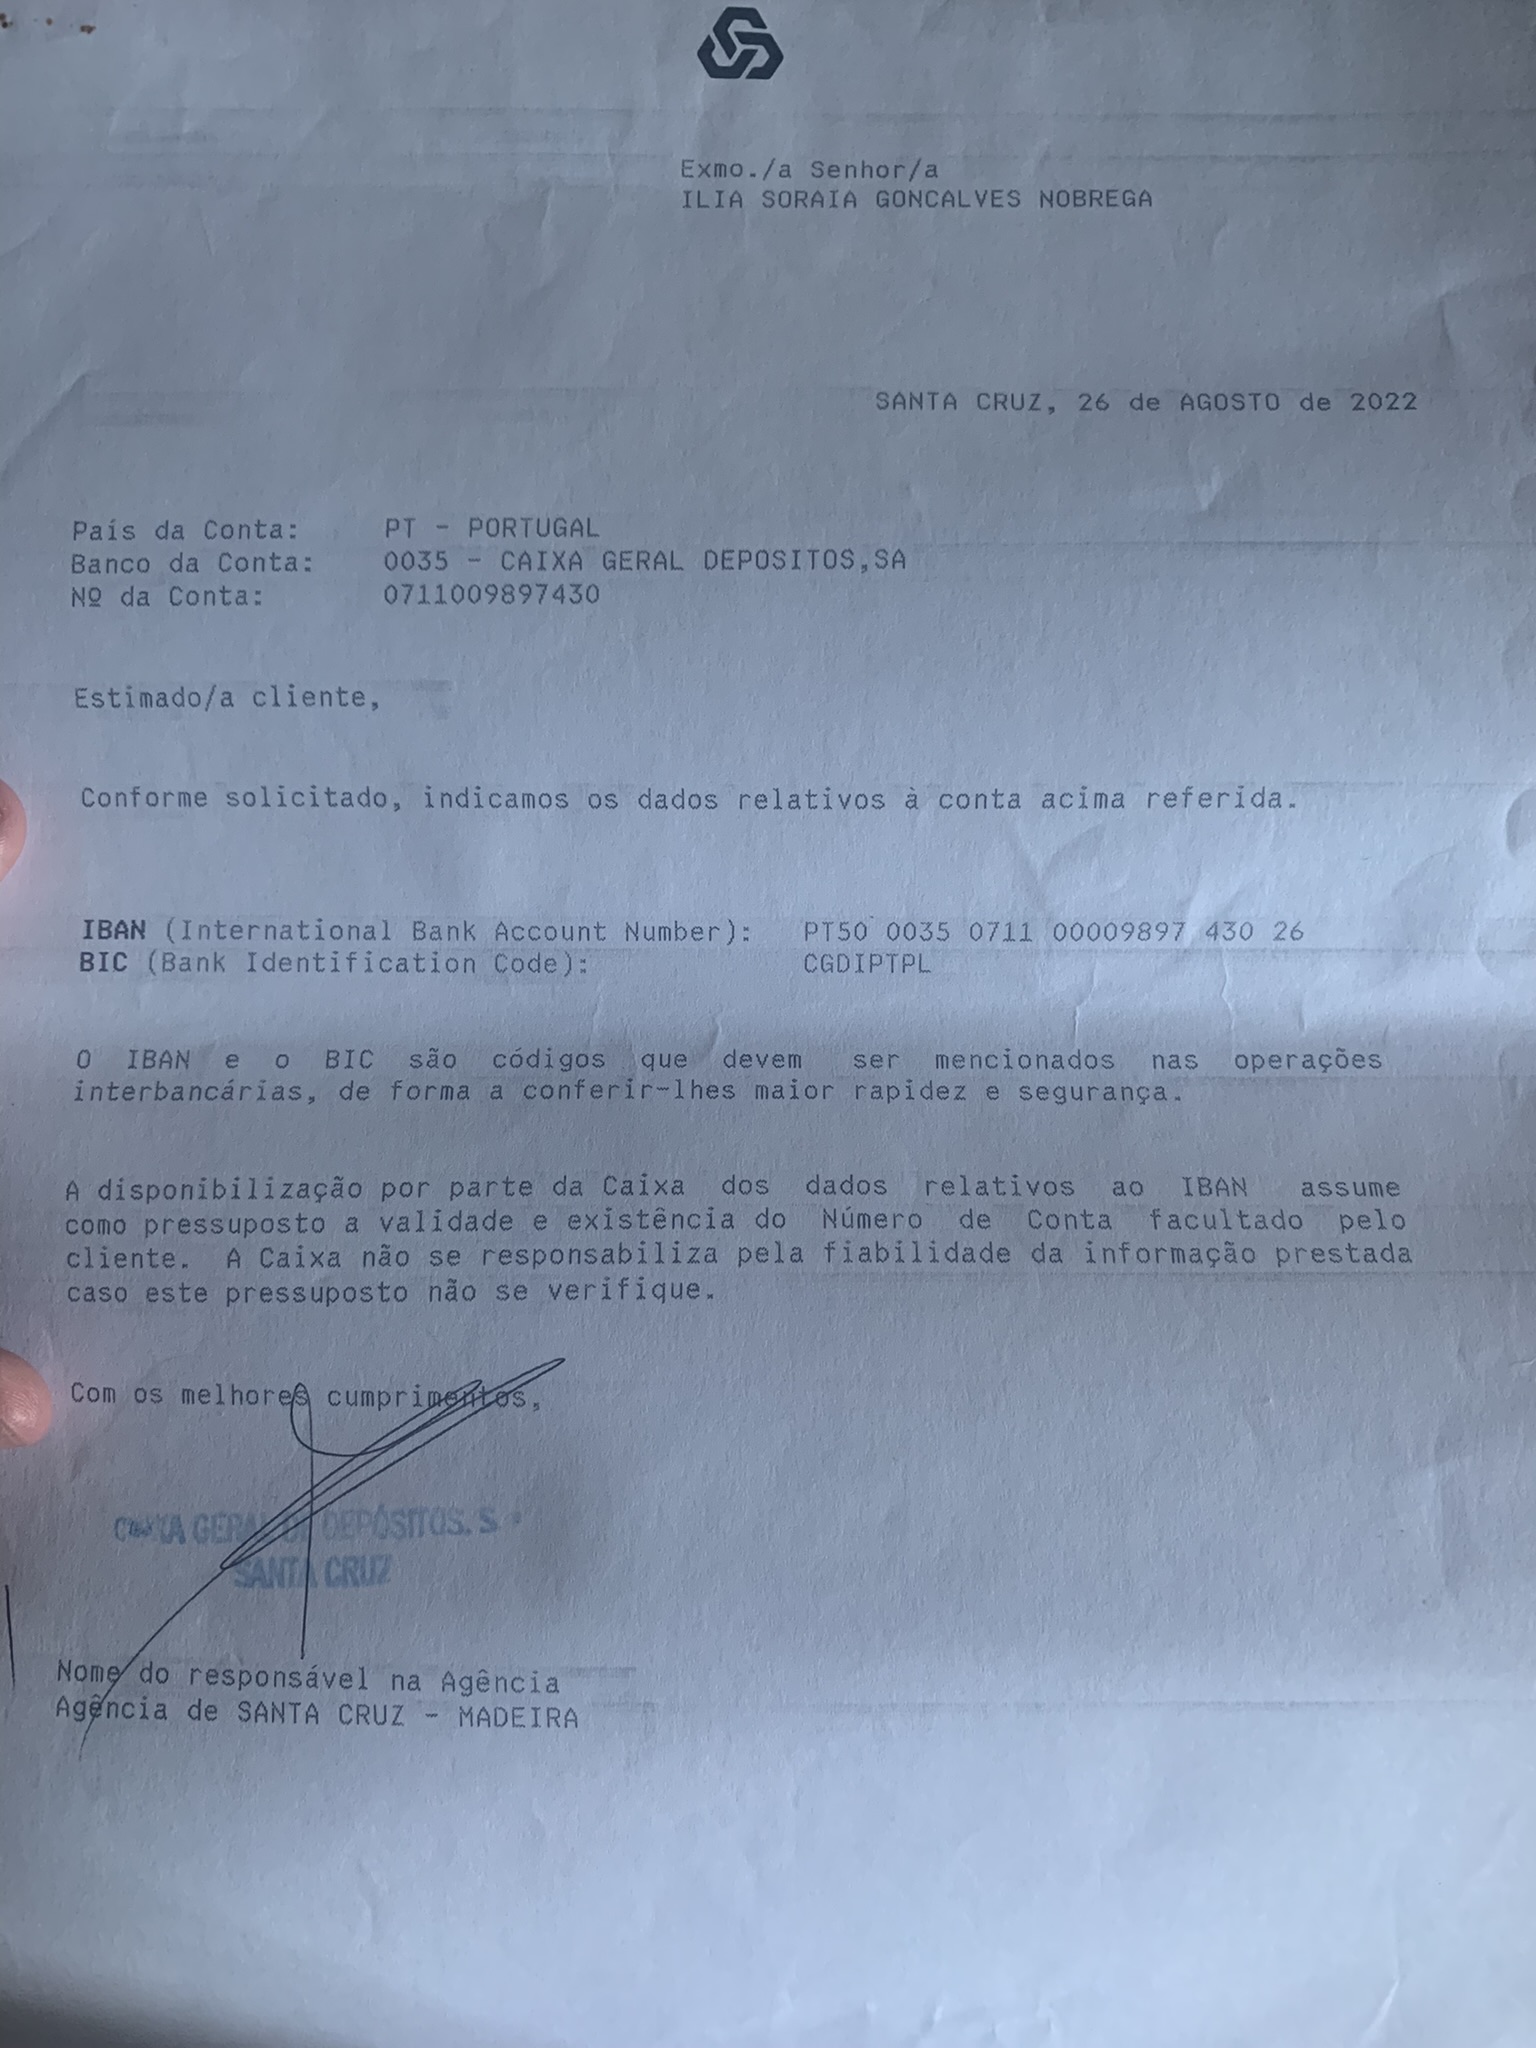 Exmo./a Senhor/a
ILIA SORAIA GONCALVES NOBREGA
SANTA CRUZ, 26 de AGOSTO de 2022
País da Conta: PT - PORTUGAL
Banco da Conta: 0035 - CAIXA GERAL DEPOSITOS,SA
Nº da Conta: 0711009897430
Estimado/a cliente,
Conforme solicitado, indicamos os dados relativos à conta acima referida.
IBAN (International Bank Account Number): PT50 0035 0711 00009897 430 26
BIC (Bank Identification Code): CGDIPTPL
O IBAN e o BIC são códigos que devem ser mencionados nas operações
interbancárias, de forma a conferir-lhes maior rapidez e segurança.
A disponibilização por parte da Caixa dos dados relativos ao IBAN assume
como pressuposto a validade e existência do Número de Conta facultado pelo
cliente. A Caixa não se responsabiliza pela fiabilidade da informação prestada
caso este pressuposto não se verifique.
Com os melhores cumprimentos,
CAIXA GERAL DE DEPÓSITOS. S
SANTA CRUZ
Nome do responsável na Agência
Agência de SANTA CRUZ - MADEIRA